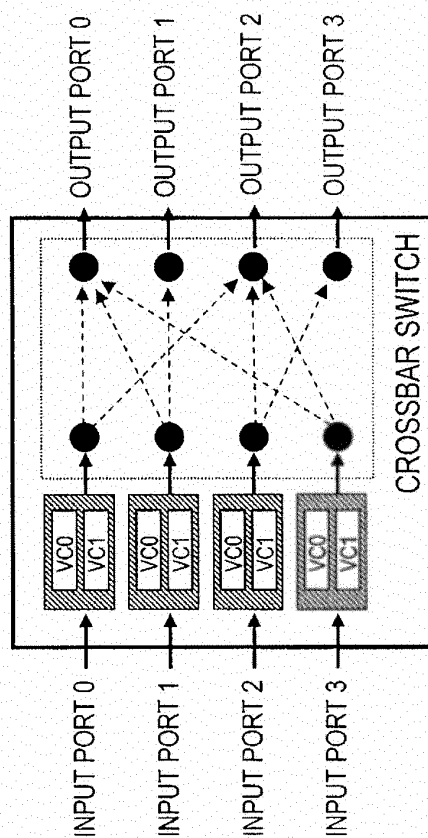 INPUT PORT 0
VC0
VC1
OUTPUT PORT 0
INPUT PORT 1
VC0
VC1
OUTPUT PORT 1
INPUT PORT 2
VC0
VC1
OUTPUT PORT 2
INPUT PORT 3
VC0
VC1
OUTPUT PORT 3
CROSSBAR SWITCH